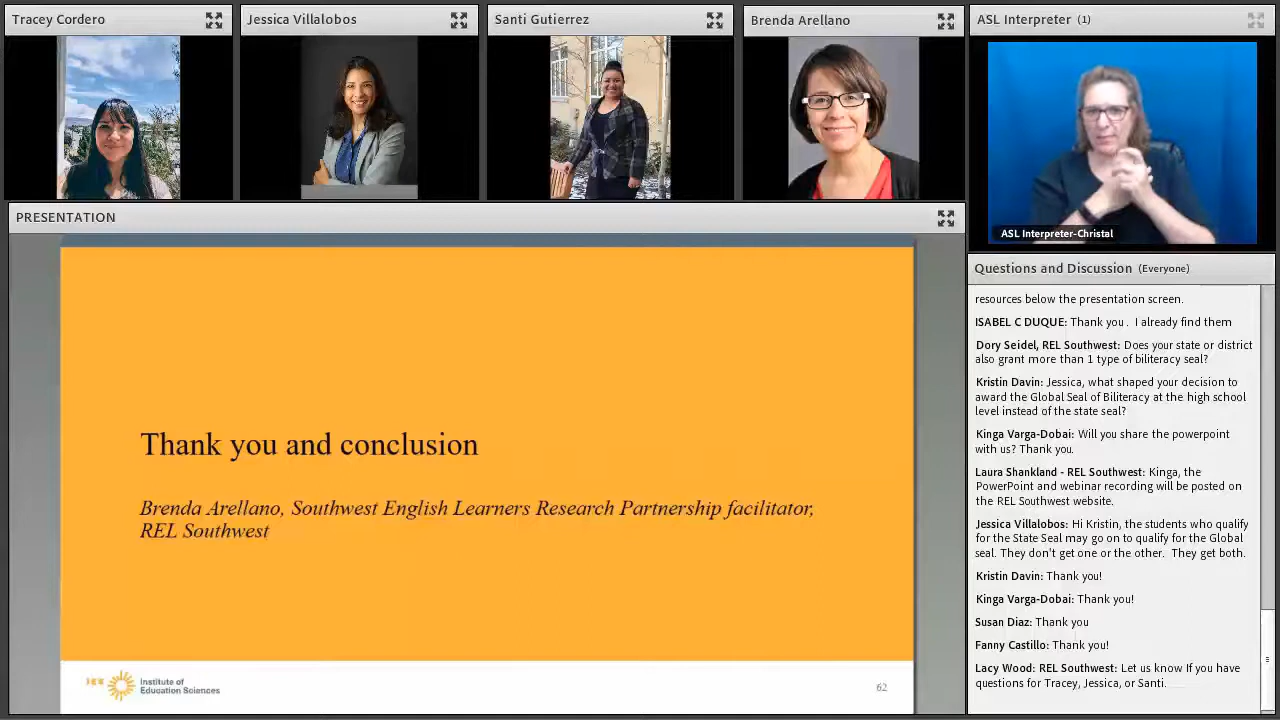 Tracey Cordero
Jessica Villalobos
Santi Gutierrez
Brenda Arellano
ASL Interpreter (1)
ASL Interpreter-Christal
PRESENTATION
Thank you and conclusion
Brenda Arellano, Southwest English Learners Research Partnership facilitator,
REL Southwest
IES
Institute of
Education Sciences
62
Questions and Discussion (Everyone)
resources below the presentation screen.
ISABEL C DUQUE: Thank you .  I already find them
Dory Seidel, REL Southwest: Does your state or district
also grant more than 1 type of biliteracy seal?
Kristin Davin: Jessica, what shaped your decision to
award the Global Seal of Biliteracy at the high school
level instead of the state seal?
Kinga Varga-Dobai: Will you share the powerpoint
with us? Thank you.
Laura Shankland - REL Southwest: Kinga, the
PowerPoint and webinar recording will be posted on
the REL Southwest website.
Jessica Villalobos: Hi Kristin, the students who qualify
for the State Seal may go on to qualify for the Global
seal. They don't get one or the other.  They get both.
Kristin Davin: Thank you!
Kinga Varga-Dobai: Thank you!
Susan Diaz: Thank you
Fanny Castillo: Thank you!
Lacy Wood: REL Southwest: Let us know If you have
questions for Tracey, Jessica, or Santi.